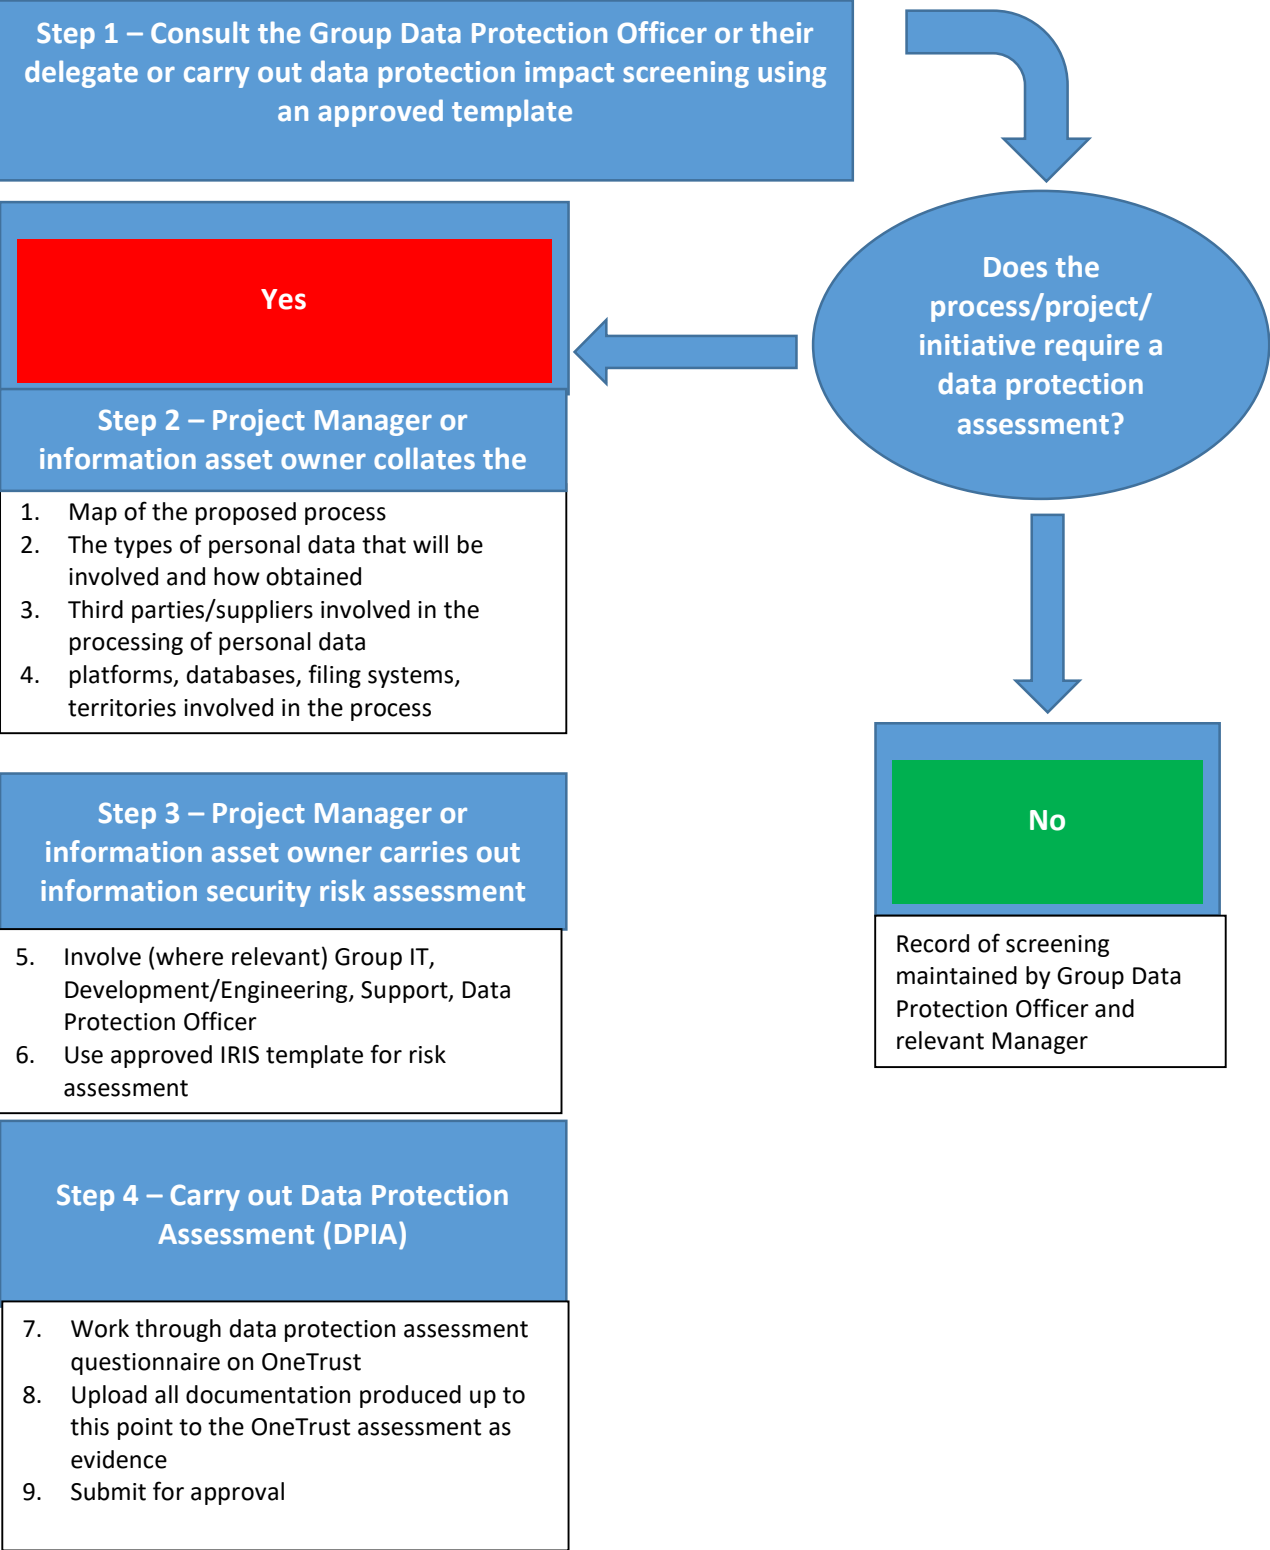 Step 1 – Consult the Group Data Protection Officer or their
delegate or carry out data protection impact screening using
an approved template
Does the
process/project/
initiative require a
data protection
assessment?
Yes
Step 2 – Project Manager or
information asset owner collates the
1. Map of the proposed process
2. The types of personal data that will be
involved and how obtained
3. Third parties/suppliers involved in the
processing of personal data
4. platforms, databases, filing systems,
territories involved in the process
Step 3 – Project Manager or
information asset owner carries out
information security risk assessment
5. Involve (where relevant) Group IT,
Development/Engineering, Support, Data
Protection Officer
6. Use approved IRIS template for risk
assessment
Step 4 – Carry out Data Protection
Assessment (DPIA)
7. Work through data protection assessment
questionnaire on OneTrust
8. Upload all documentation produced up to
this point to the OneTrust assessment as
evidence
9. Submit for approval
No
Record of screening
maintained by Group Data
Protection Officer and
relevant Manager